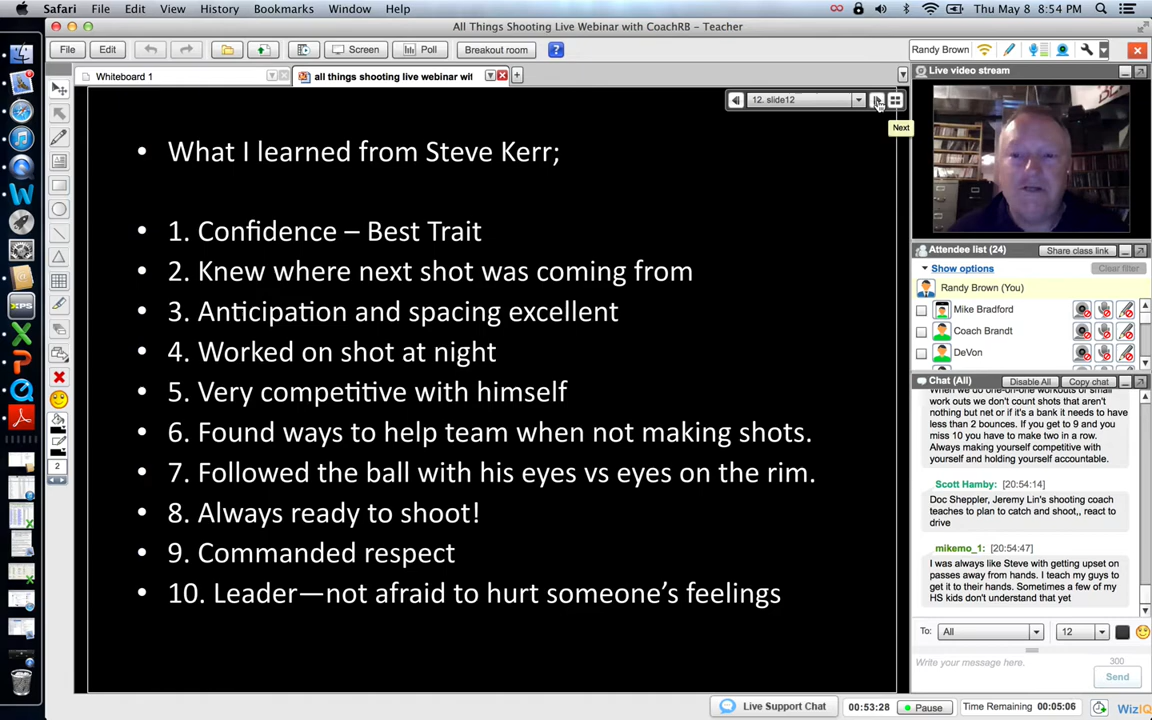 Safari File Edit View History Bookmarks Window Help
Thu May 8 8:54 PM
All Things Shooting Live Webinar with CoachRB - Teacher
File Edit Screen Poll Breakout room ?
Randy Brown
Whiteboard 1
all things shooting live webinar wit
Live video stream
12. slide12
Next
• What I learned from Steve Kerr;
• 1. Confidence – Best Trait
• 2. Knew where next shot was coming from
• 3. Anticipation and spacing excellent
• 4. Worked on shot at night
• 5. Very competitive with himself
• 6. Found ways to help team when not making shots.
• 7. Followed the ball with his eyes vs eyes on the rim.
• 8. Always ready to shoot!
• 9. Commanded respect
• 10. Leader—not afraid to hurt someone's feelings
XPS
2
Attendee list (24)
Share class link
Show options
Clear filter
Randy Brown (You)
Mike Bradford
Coach Brandt
DeVon
Chat (All)
Disable All
Copy chat
When we do one-on-one workouts or small
work outs we don't count shots that aren't
nothing but net or if it's a bank it needs to have
less than 2 bounces. If you get to 9 and you
miss 10 you have to make two in a row.
Always making yourself competitive with
yourself and holding yourself accountable.
Scott Hamby: [20:54:14]
Doc Sheppler, Jeremy Lin's shooting coach
teaches to plan to catch and shoot,, react to
drive
mikemo_1: [20:54:47]
I was always like Steve with getting upset on
passes away from hands. I teach my guys to
get it to their hands. Sometimes a few of my
HS kids don't understand that yet
To: All
12
Write your message here.
300
Send
Live Support Chat
00:53:28
Pause
Time Remaining 00:05:06
WizIQ